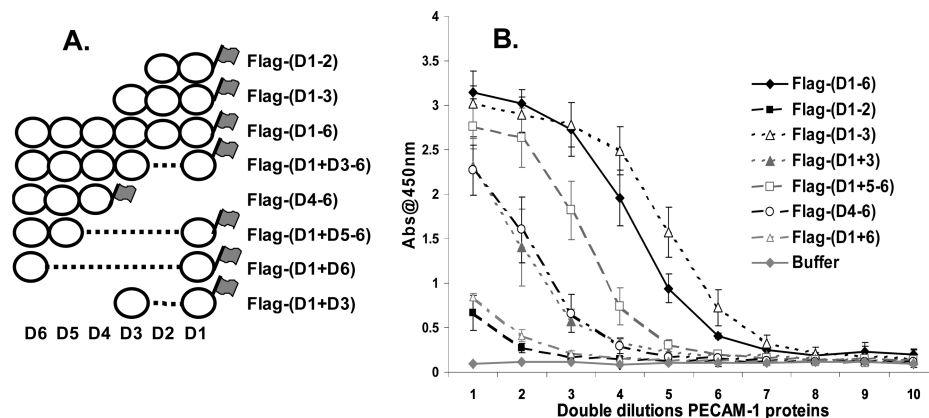 A.
Flag-(D1-2)
Flag-(D1-3)
Flag-(D1-6)
Flag-(D1+D3-6)
Flag-(D4-6)
Flag-(D1+D5-6)
Flag-(D1+D6)
Flag-(D1+D3)
D6 D5 D4 D3 D2 D1
B.
Abs@450nm
4
3.5
3
2.5
2
1.5
1
0.5
0
1 2 3 4 5 6 7 8 9 10
Double dilutions PECAM-1 proteins
Flag-(D1-6)
Flag-(D1-2)
Flag-(D1-3)
Flag-(D1+3)
Flag-(D1+5-6)
Flag-(D4-6)
Flag-(D1+6)
Buffer